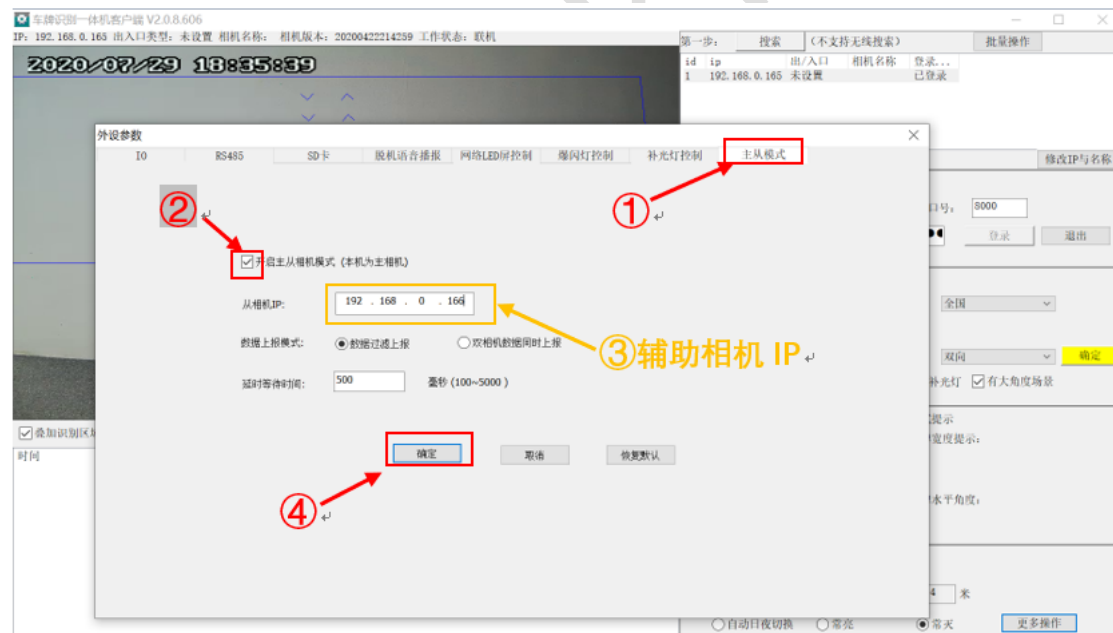 车牌识别一体机客户端 V2.0.8.606
IP: 192.168.0.165 出入口类型: 未设置 相机名称: 相机版本: 20200422214259 工作状态: 联机
第一步: 搜索 (不支持无线搜索) 批量操作
2020/07/29 18:35:39
id ip 出/入口 相机名称 登录...
1 192.168.0.165 未设置 已登录
外设参数
IO RS485 SD卡 脱机语音播报 网络LED屏控制 爆闪灯控制 补光灯控制 主从模式
修改IP与名称
②
①
口号: 8000
登录 退出
开启主从相机模式 (本机为主相机)
从相机IP: 192 . 168 . 0 . 166
全国
数据上报模式: 数据过滤上报 双相机数据同时上报
③辅助相机 IP
双向 确定
延时等待时间: 500 毫秒 (100~5000 )
补光灯 有大角度场景
叠加识别区域
提示
时间
宽度提示:
确定 取消 恢复默认
水平角度:
④
4 米
自动日夜切换 常亮 常灭 更多操作